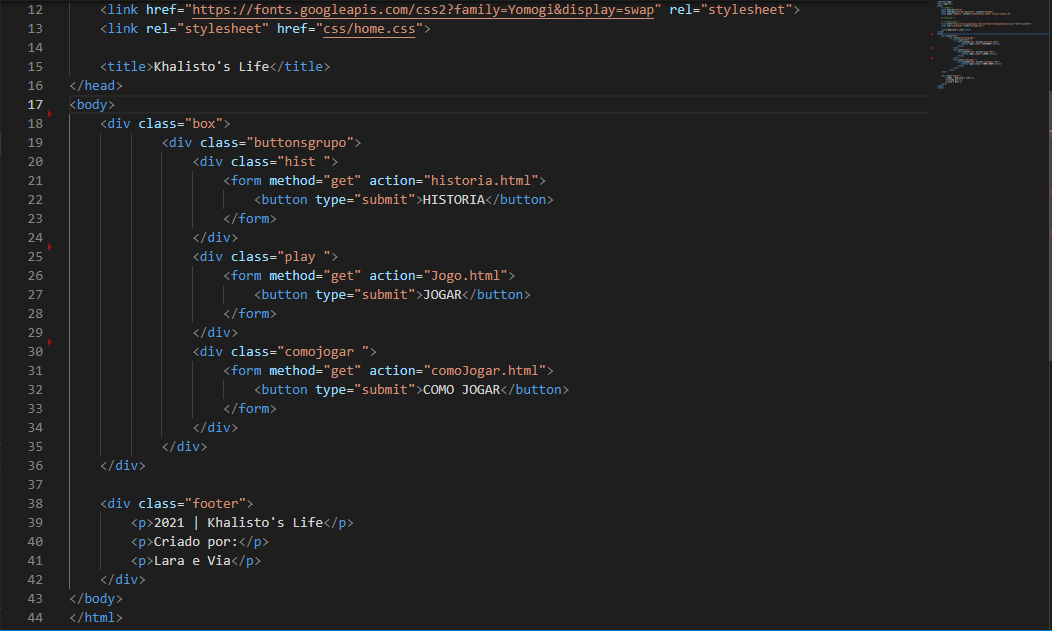 12 <link href="https://fonts.googleapis.com/css2?family=Yomogi&display=swap" rel="stylesheet">
13 <link rel="stylesheet" href="css/home.css">
14
15 <title>Khalisto's Life</title>
16 </head>
17 <body>
18 <div class="box">
19 <div class="buttonsgrupo">
20 <div class="hist ">
21 <form method="get" action="historia.html">
22 <button type="submit">HISTORIA</button>
23 </form>
24 </div>
25 <div class="play ">
26 <form method="get" action="Jogo.html">
27 <button type="submit">JOGAR</button>
28 </form>
29 </div>
30 <div class="comojogar ">
31 <form method="get" action="comoJogar.html">
32 <button type="submit">COMO JOGAR</button>
33 </form>
34 </div>
35 </div>
36 </div>
37
38 <div class="footer">
39 <p>2021 | Khalisto's Life</p>
40 <p>Criado por:</p>
41 <p>Lara e Via</p>
42 </div>
43 </body>
44 </html>